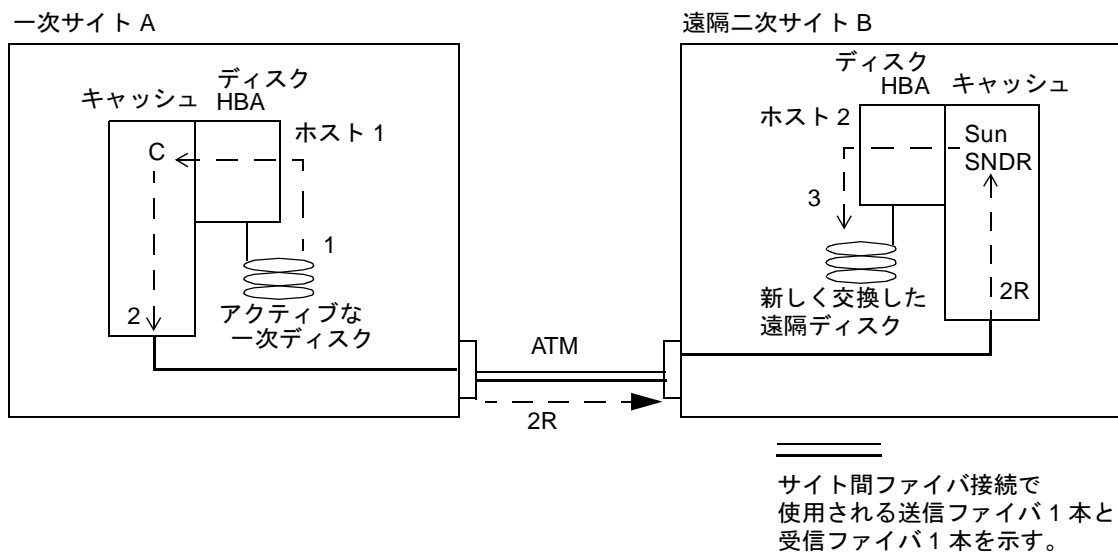 一次サイト A
遠隔二次サイト B
ディスク
HBA
キャッシュ
ホスト 1
C
1
2
アクティブな
一次ディスク
ATM
2R
ディスク
HBA
キャッシュ
ホスト 2
Sun
SNDR
3
2R
新しく交換した
遠隔ディスク
サイト間ファイバ接続で
使用される送信ファイバ 1 本と
受信ファイバ 1 本を示す。